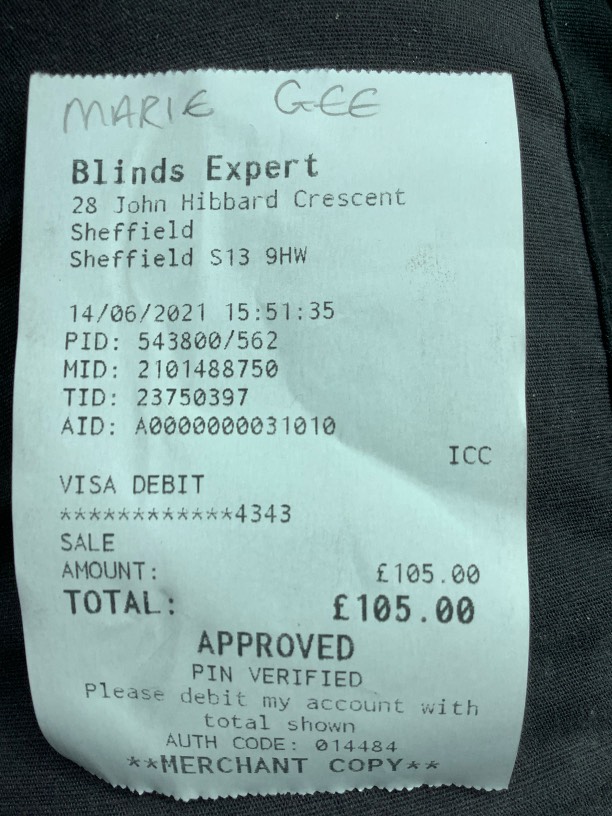 MARIE GEE
Blinds Expert
28 John Hibbard Crescent
Sheffield
Sheffield S13 9HW
14/06/2021 15:51:35
PID: 543800/562
MID: 2101488750
TID: 23750397
AID: A0000000031010
ICC
VISA DEBIT
************4343
SALE
AMOUNT: £105.00
TOTAL: £105.00
APPROVED
PIN VERIFIED
Please debit my account with
total shown
AUTH CODE: 014484
**MERCHANT COPY**